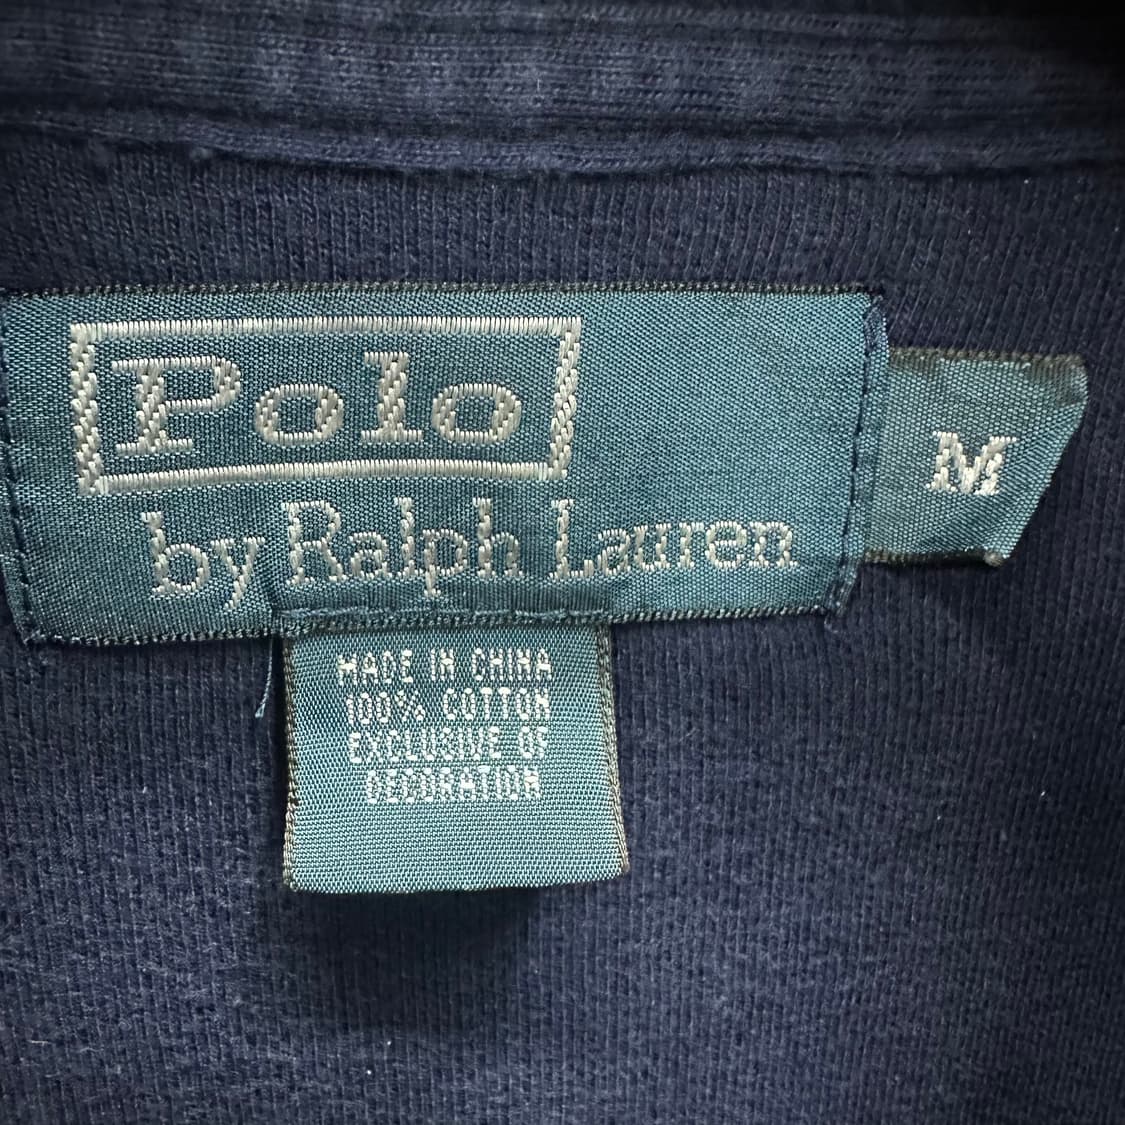 Polo
by Ralph Lauren
M
MADE IN CHINA
100% COTTON
EXCLUSIVE OF
DECORATION